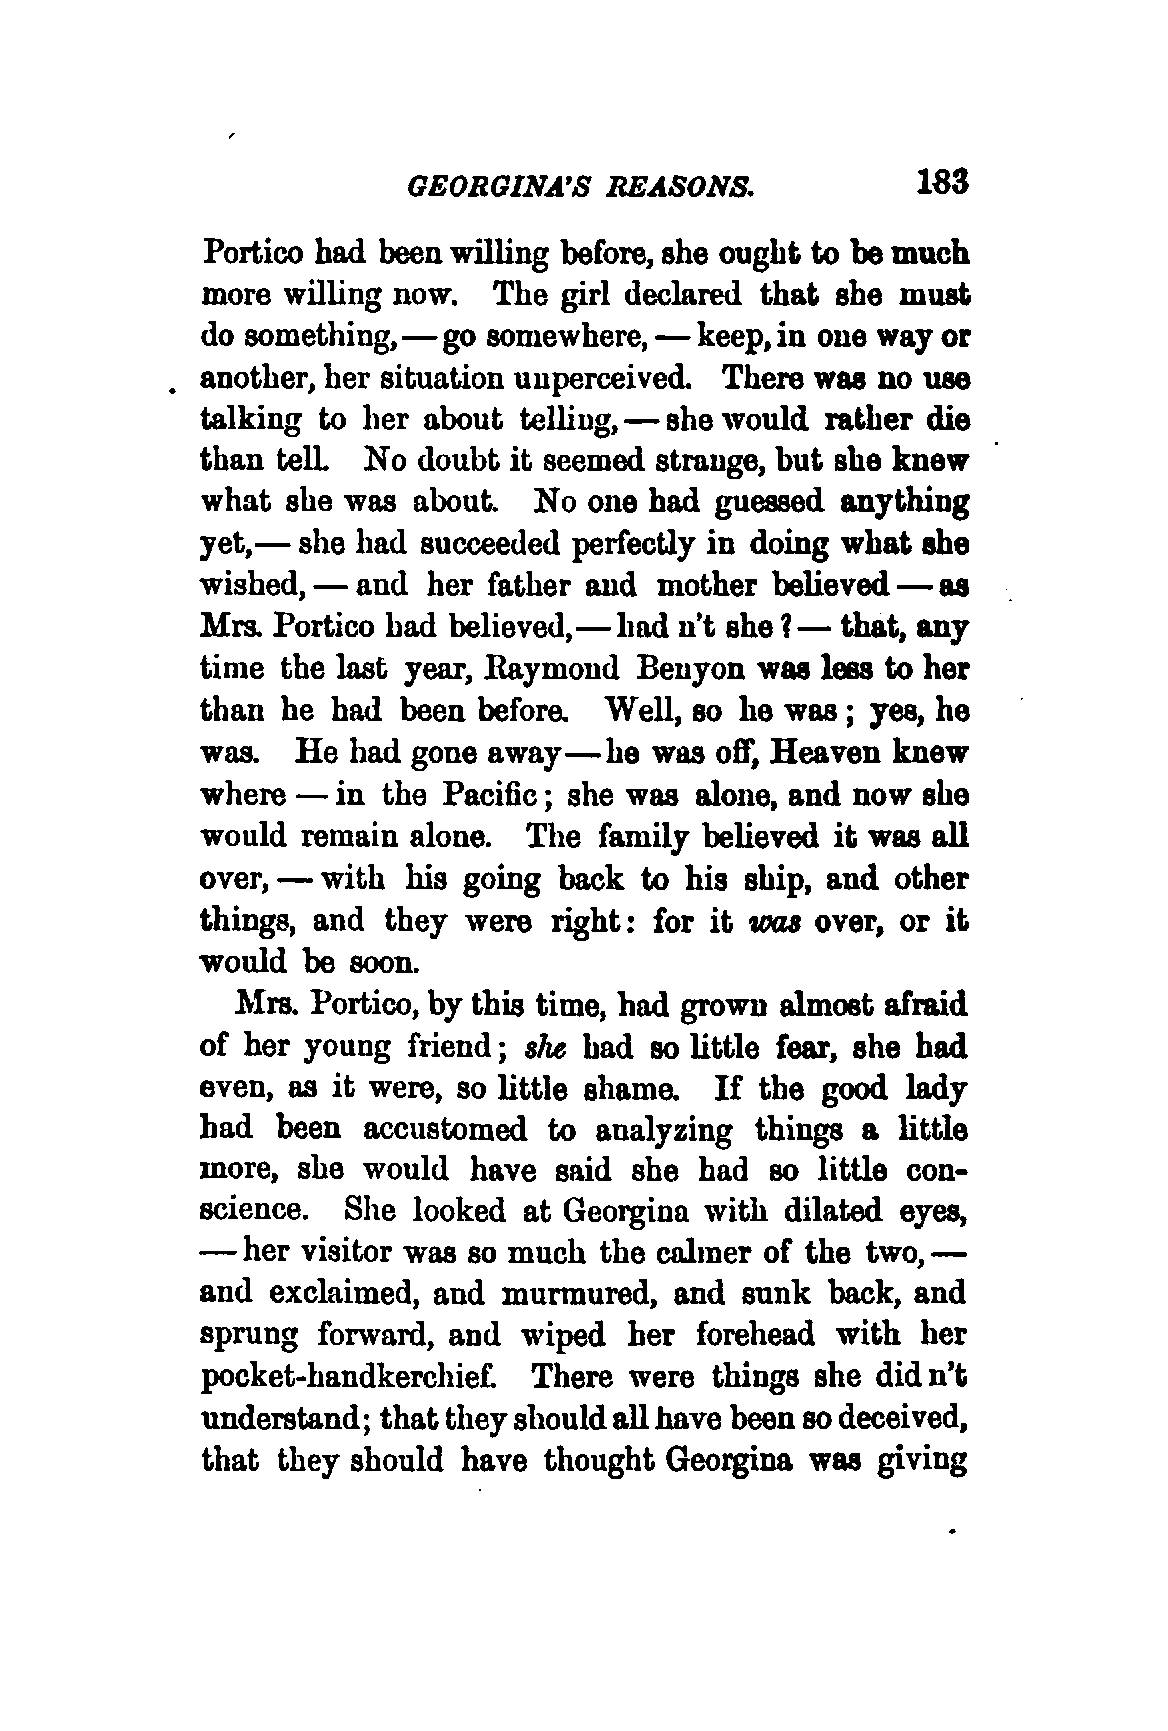 GEORGINA'S REASONS. 183
Portico had been willing before, she ought to be much
more willing now. The girl declared that she must
do something,—go somewhere,—keep, in one way or
another, her situation unperceived. There was no use
talking to her about telling,—she would rather die
than tell. No doubt it seemed strange, but she knew
what she was about. No one had guessed anything
yet,—she had succeeded perfectly in doing what she
wished,—and her father and mother believed—as
Mrs. Portico had believed,—had n't she?—that, any
time the last year, Raymond Benyon was less to her
than he had been before. Well, so he was; yes, he
was. He had gone away—he was off, Heaven knew
where—in the Pacific; she was alone, and now she
would remain alone. The family believed it was all
over,—with his going back to his ship, and other
things, and they were right: for it was over, or it
would be soon.
Mrs. Portico, by this time, had grown almost afraid
of her young friend; she had so little fear, she had
even, as it were, so little shame. If the good lady
had been accustomed to analyzing things a little
more, she would have said she had so little con-
science. She looked at Georgina with dilated eyes,
—her visitor was so much the calmer of the two,—
and exclaimed, and murmured, and sunk back, and
sprung forward, and wiped her forehead with her
pocket-handkerchief. There were things she did n't
understand; that they should all have been so deceived,
that they should have thought Georgina was giving